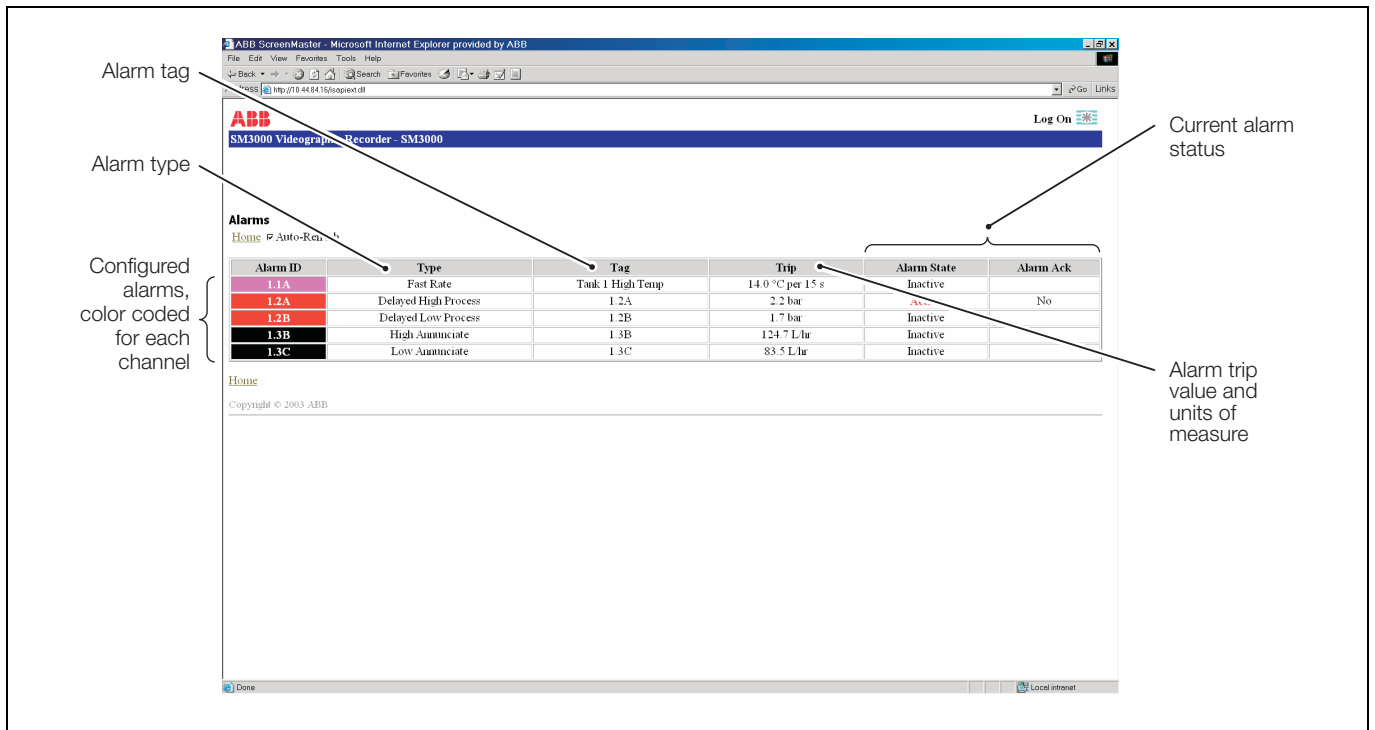 ABB ScreenMaster - Microsoft Internet Explorer provided by ABB
File Edit View Favorites Tools Help
Back Search Favorites
http://10.44.84.16/isapiext.dll Go Links
ABB
Log On
SM3000 Recorder - SM3000
Alarms
Home
Alarm ID Type Tag Trip Alarm State Alarm Ack
1.1A Fast Rate Tank 1 High Temp 14.0 °C per 15 s Inactive
1.2A Delayed High Process 1.2A 2.2 bar No
1.2B Delayed Low Process 1.2B 1.7 bar Inactive
1.3B High Annunciate 1.3B 124.7 L/hr Inactive
1.3C Low Annunciate 1.3C 83.5 L/hr Inactive
Home
Copyright © 2003 ABB
Done
Local intranet
Alarm tag
Alarm type
Configured
alarms,
color coded
for each
channel
Current alarm
status
Alarm trip
value and
units of
measure